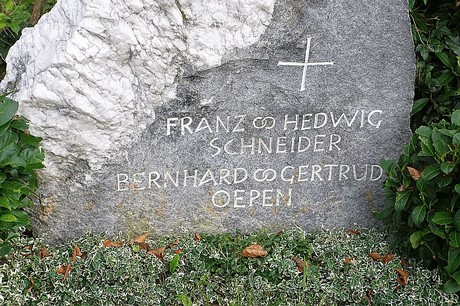 FRANZ ∞ HEDWIG
SCHNEIDER
BERNHARD ∞ GERTRUD
OEPEN